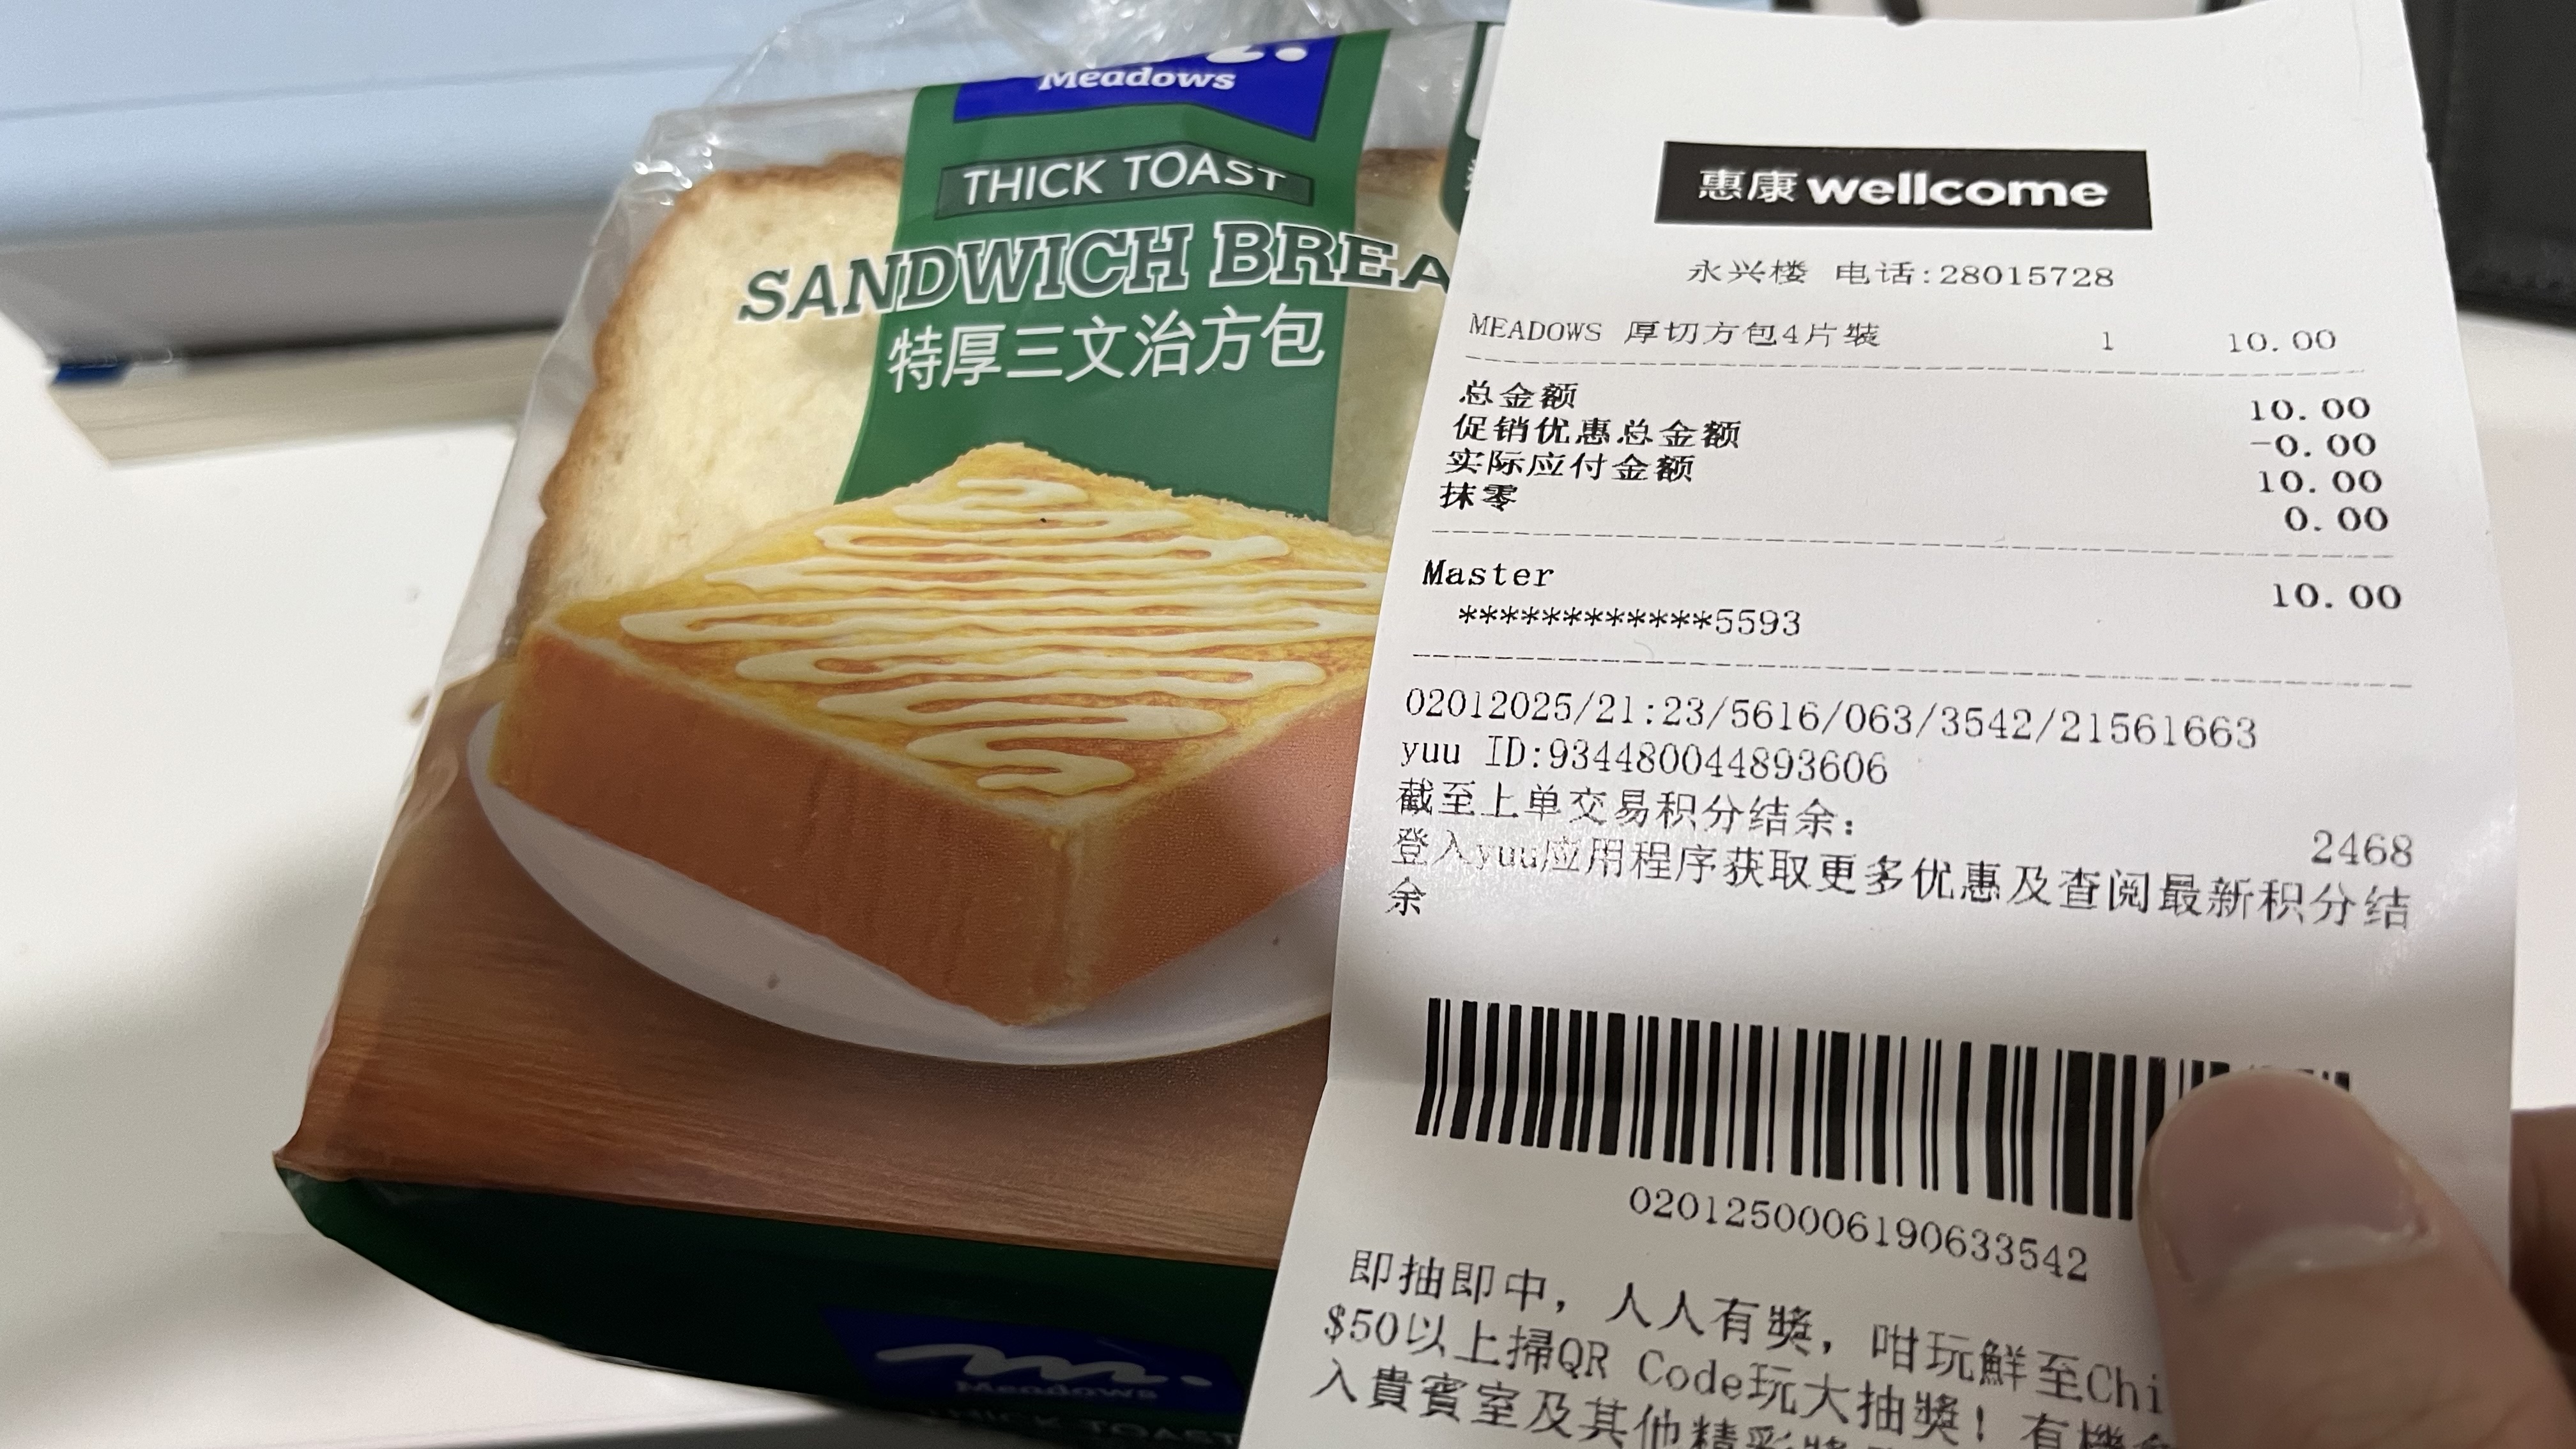 Meadows
THICK TOAST
SANDWICH BREA
特厚三文治方包
Meadows
THICK TOAST
惠康 wellcome
永兴楼 电话:28015728
MEADOWS 厚切方包4片裝 1 10.00
总金额 10.00
促销优惠总金额 -0.00
实际应付金额 10.00
抹零 0.00
Master 10.00
************5593
02012025/21:23/5616/063/3542/21561663
yuu ID:934480044893606
截至上单交易积分结余: 2468
登入yuu应用程序获取更多优惠及查阅最新积分结
余
0201250006190633542
即抽即中, 人人有獎, 咁玩鮮至Chi
$50以上掃QR Code玩大抽獎! 有機會
入貴賓室及其他精彩獎